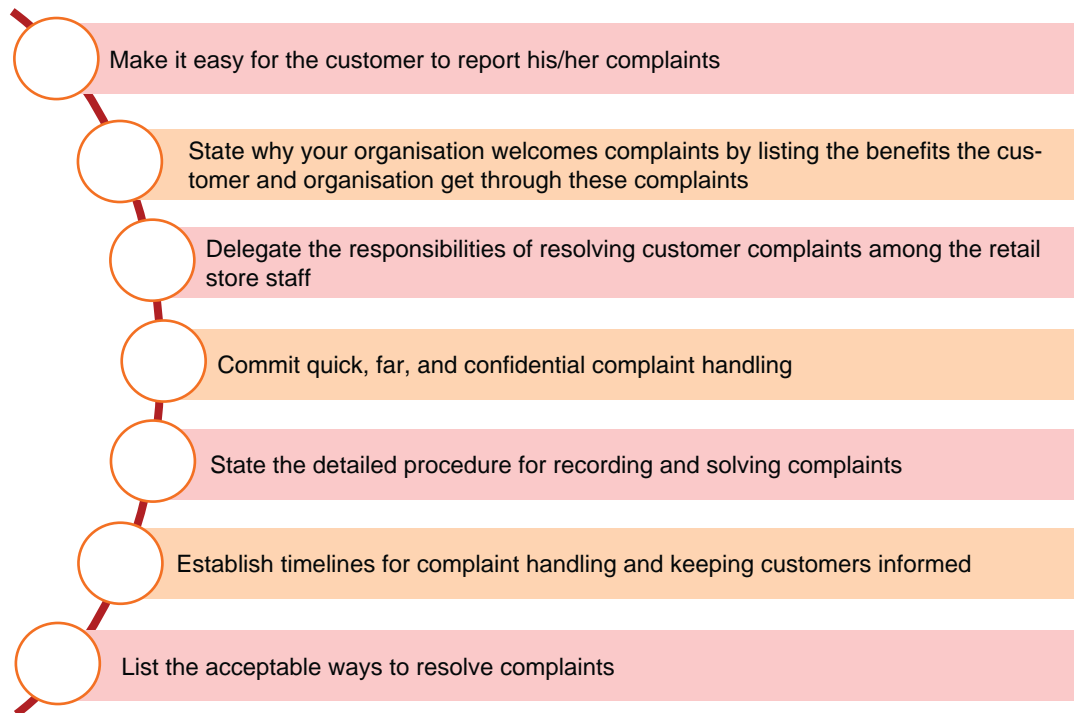 Make it easy for the customer to report his/her complaints
State why your organisation welcomes complaints by listing the benefits the cus-
tomer and organisation get through these complaints
Delegate the responsibilities of resolving customer complaints among the retail
store staff
Commit quick, far, and confidential complaint handling
State the detailed procedure for recording and solving complaints
Establish timelines for complaint handling and keeping customers informed
List the acceptable ways to resolve complaints